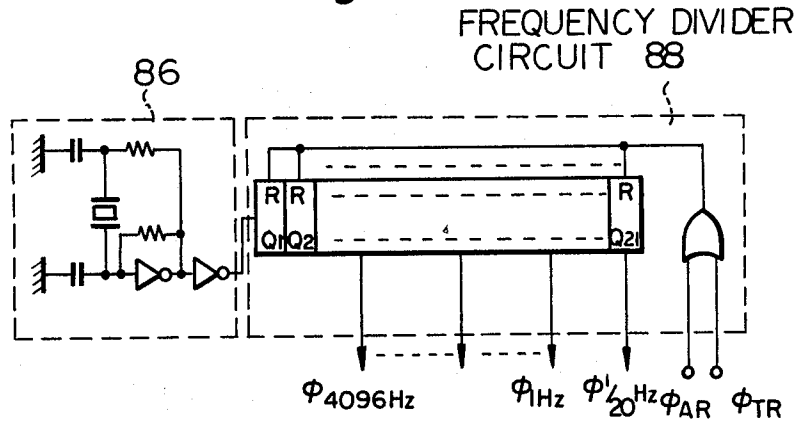 FREQUENCY DIVIDER
CIRCUIT 88
86
R R R
Q1 Q2 Q21
ϕ4096Hz ϕ1Hz ϕ1/20Hz ϕAR ϕTR